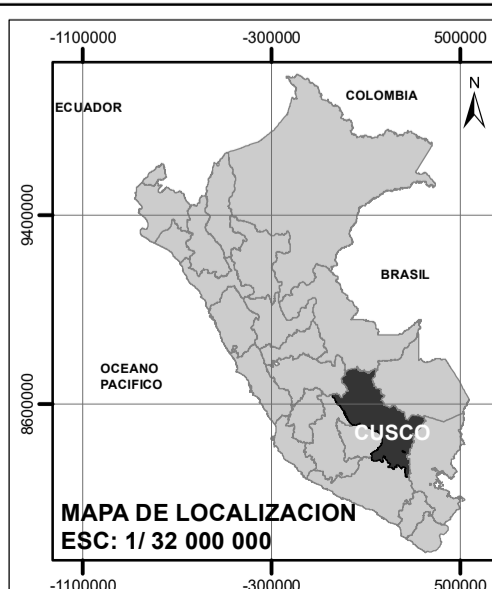 -1100000
-300000
500000
ECUADOR
COLOMBIA
N
9400000
BRASIL
OCEANO
PACIFICO
8600000
CUSCO
MAPA DE LOCALIZACION
ESC: 1/ 32 000 000
-1100000
-300000
500000